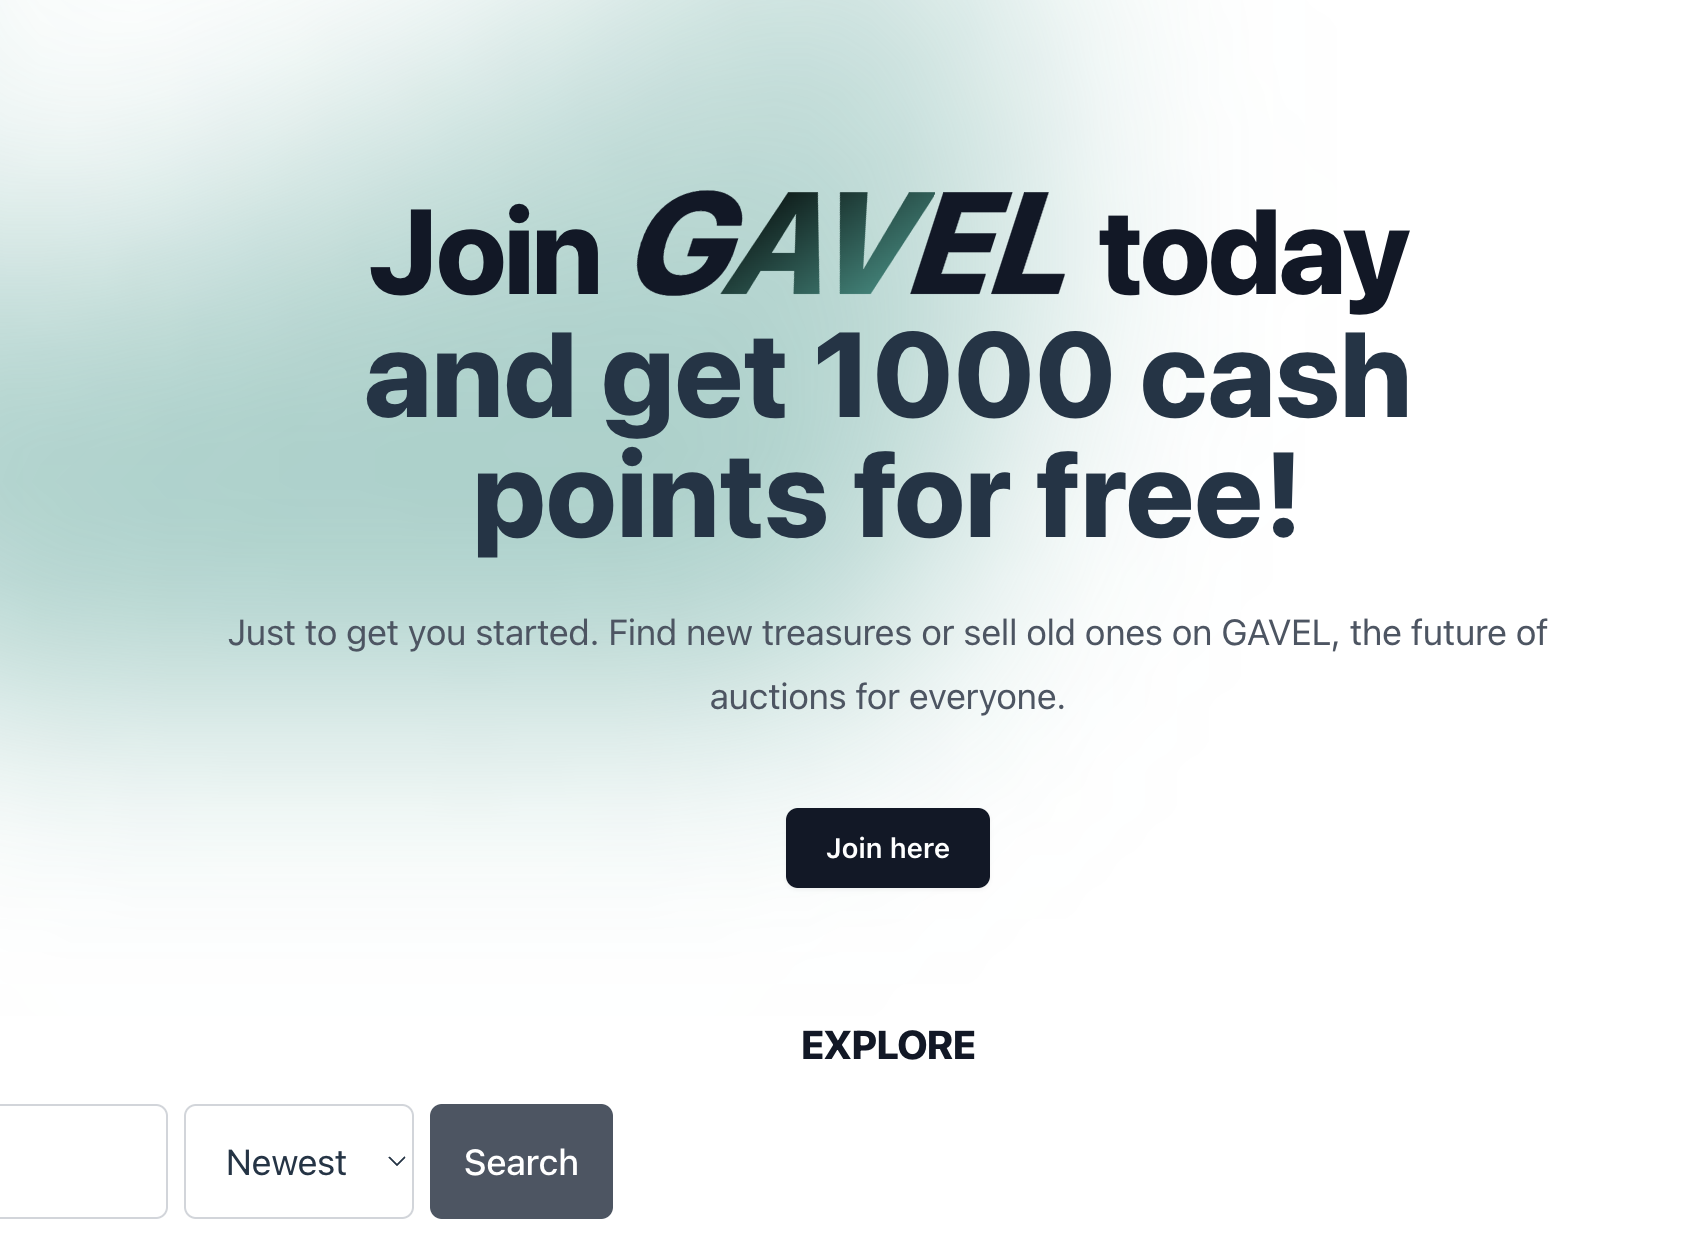 Join GAVEL today
and get 1000 cash
points for free!
Just to get you started. Find new treasures or sell old ones on GAVEL, the future of
auctions for everyone.
Join here
EXPLORE
Newest Search